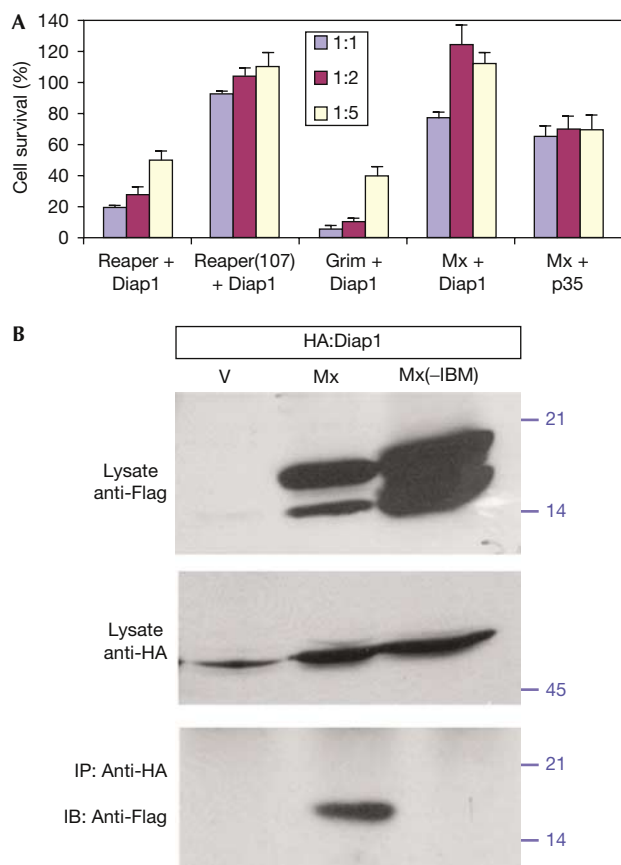 A
Cell survival (%)
140
120
100
80
60
40
20
0
1:1
1:2
1:5
Reaper +
Diap1
Reaper(107)
+ Diap1
Grim +
Diap1
Mx +
Diap1
Mx +
p35
B
HA:Diap1
V Mx Mx(–IBM)
Lysate
anti-Flag
21
14
Lysate
anti-HA
45
IP: Anti-HA
IB: Anti-Flag
21
14